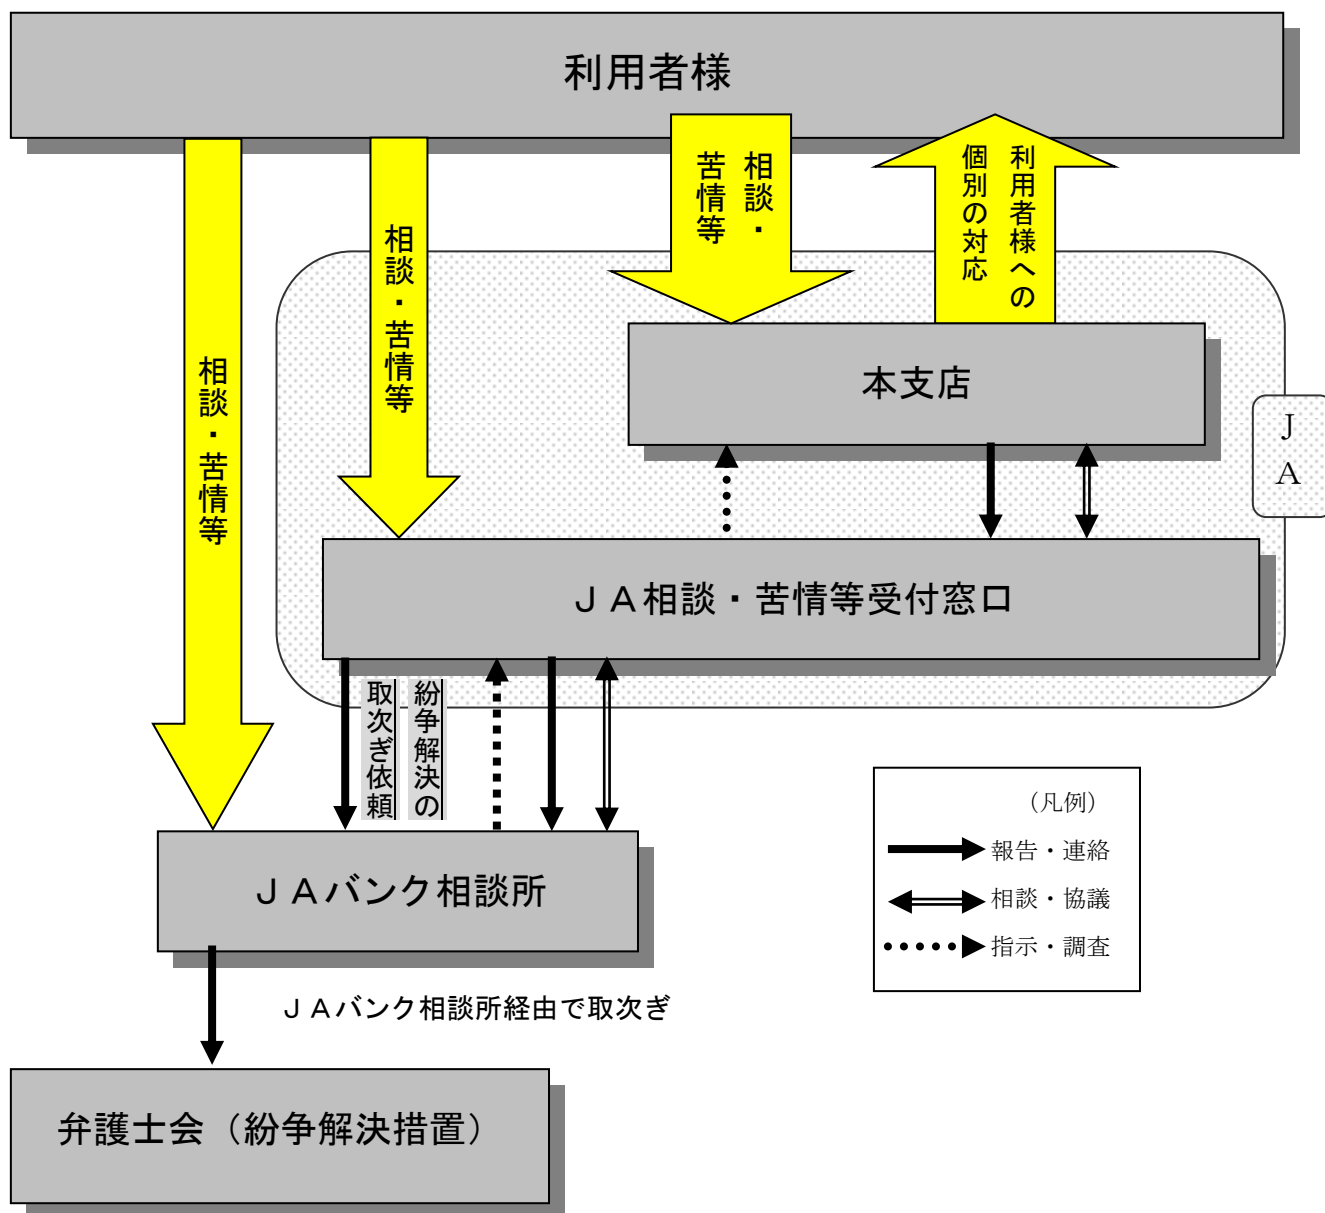 利用者様
相談・苦情等
相談・苦情等
相談・
苦情等
利用者様への
個別の対応
本支店
ＪＡ
ＪＡ相談・苦情等受付窓口
紛争解決の
取次ぎ依頼
ＪＡバンク相談所
（凡例）
報告・連絡
相談・協議
指示・調査
ＪＡバンク相談所経由で取次ぎ
弁護士会（紛争解決措置）